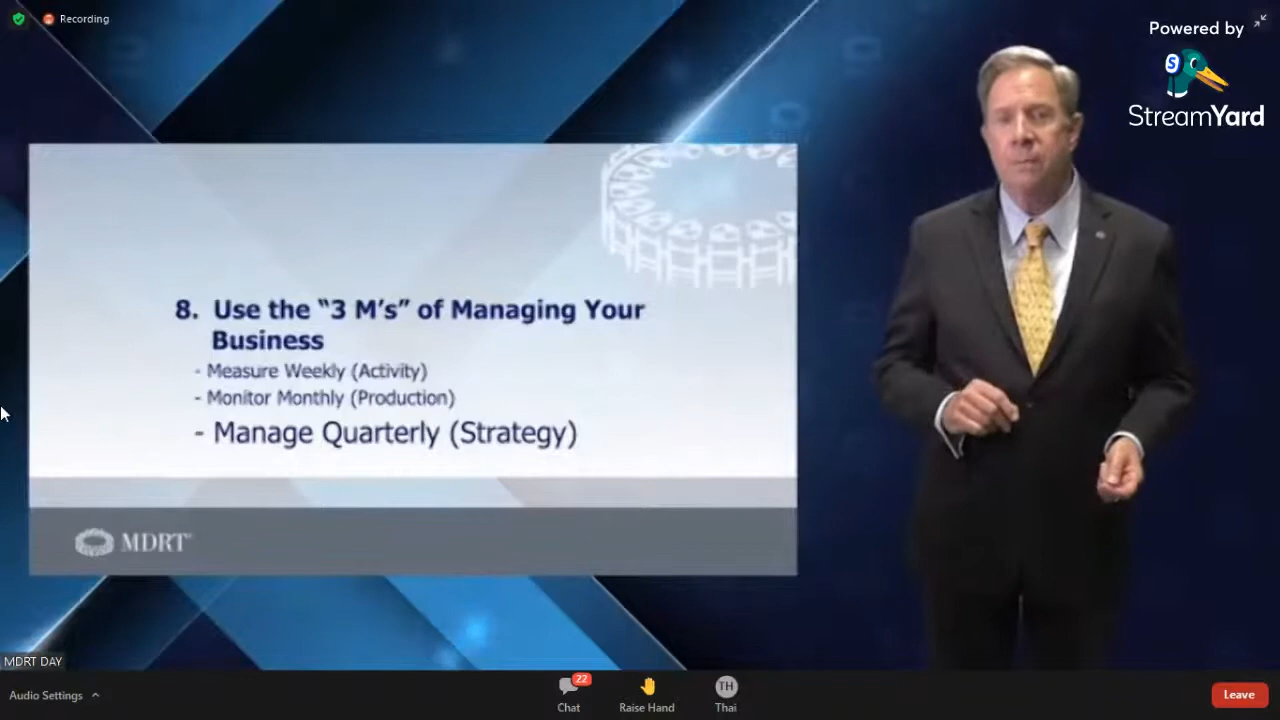 Recording
Powered by
S
StreamYard
8. Use the “3 M’s” of Managing Your
Business
- Measure Weekly (Activity)
- Monitor Monthly (Production)
- Manage Quarterly (Strategy)
MDRT
MDRT DAY
Audio Settings
22
Chat
Raise Hand
TH
Thai
Leave